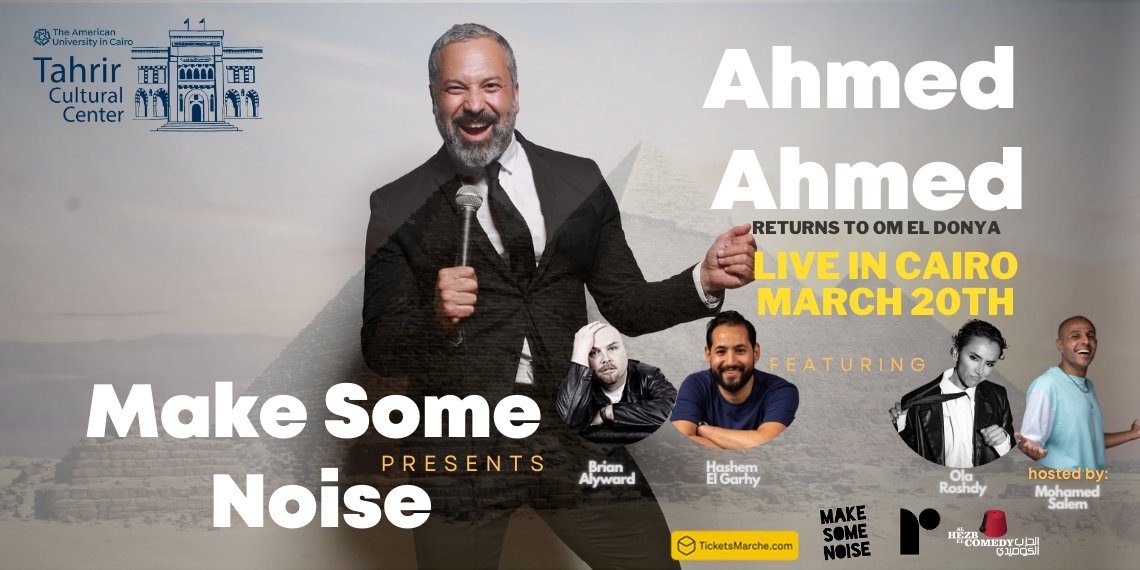 The American
University in Cairo
Tahrir
Cultural
Center
Ahmed
Ahmed
RETURNS TO OM EL DONYA
LIVE IN CAIRO
MARCH 20TH
FEATURING
Make Some
PRESENTS
Noise
Brian
Alyward
Hashem
El Garhy
Ola
Roshdy
hosted by:
Mohamed
Salem
TicketsMarche.com
MAKE
SOME
NOISE
r
AL
HEZB
EL COMEDY
الحزب
الكوميدي